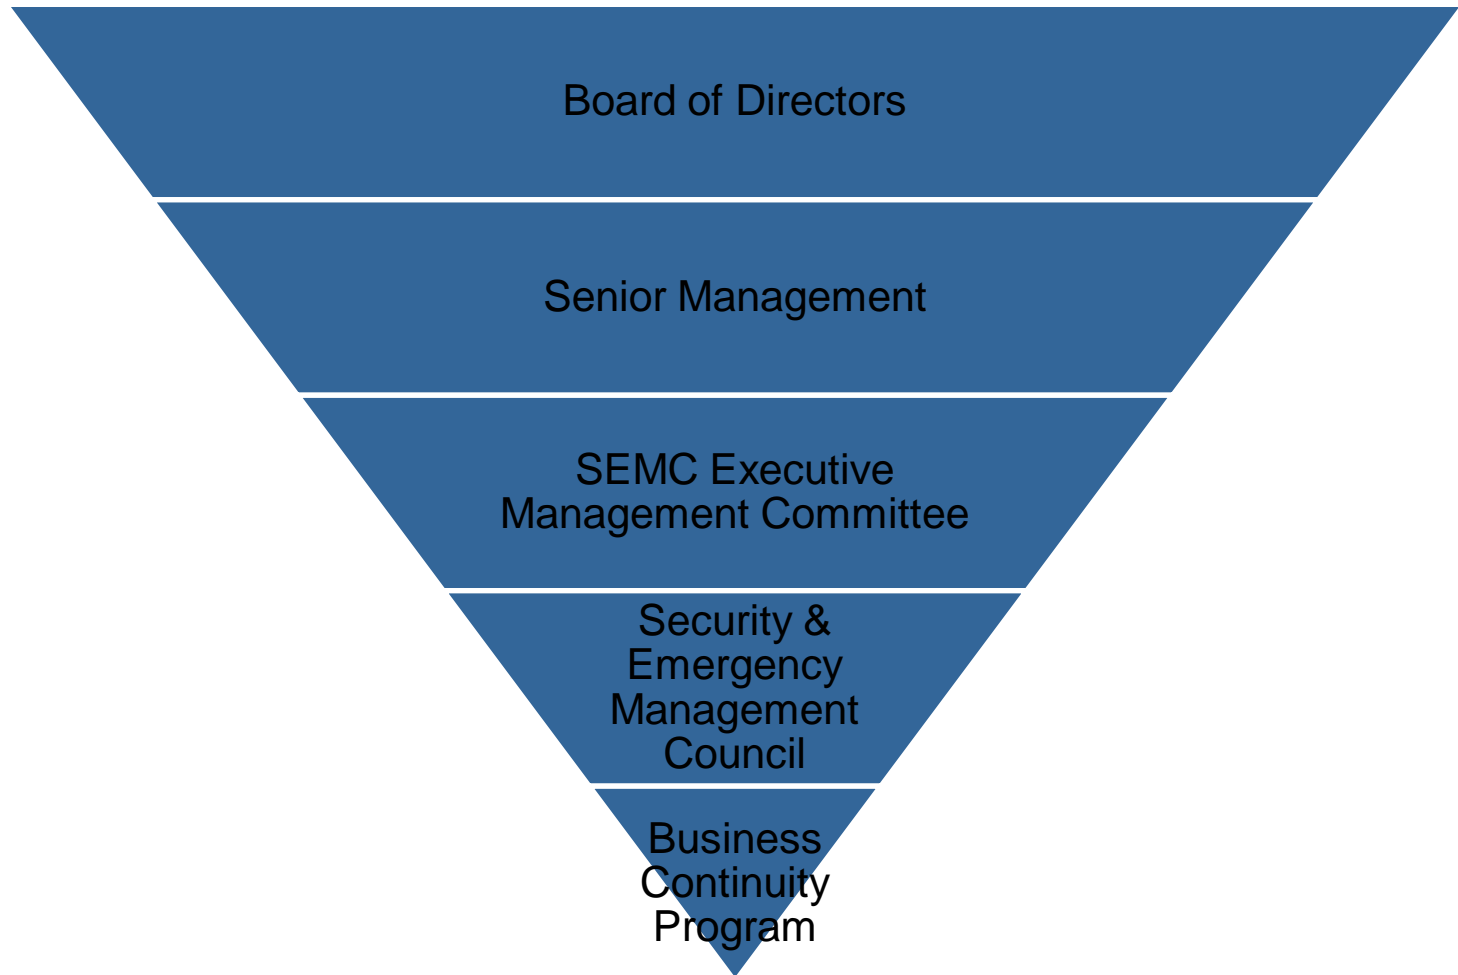 Board of Directors
Senior Management
SEMC Executive
Management Committee
Security &
Emergency
Management
Council
Business
Continuity
Program